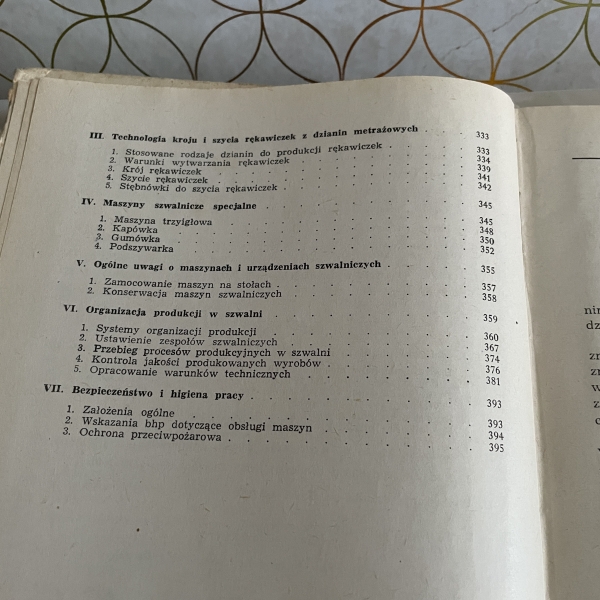 III. Technologia kroju i szycia rękawiczek z dzianin metrażowych . . . . 333
1. Stosowane rodzaje dzianin do produkcji rękawiczek . . . . 333
2. Warunki wytwarzania rękawiczek . . . . 334
3. Krój rękawiczek . . . . 339
4. Szycie rękawiczek . . . . 341
5. Stębnówki do szycia rękawiczek . . . . 342
IV. Maszyny szwalnicze specjalne . . . . 345
1. Maszyna trzyigłowa . . . . 345
2. Kapówka . . . . 348
3. Gumówka . . . . 350
4. Podszywarka . . . . 352
V. Ogólne uwagi o maszynach i urządzeniach szwalniczych . . . . 355
1. Zamocowanie maszyn na stołach . . . . 357
2. Konserwacja maszyn szwalniczych . . . . 358
VI. Organizacja produkcji w szwalni . . . . 359
1. Systemy organizacji produkcji . . . . 360
2. Ustawienie zespołów szwalniczych . . . . 367
3. Przebieg procesów produkcyjnych w szwalni . . . . 374
4. Kontrola jakości produkowanych wyrobów . . . . 376
5. Opracowanie warunków technicznych . . . . 381
VII. Bezpieczeństwo i higiena pracy . . . . 393
1. Założenia ogólne . . . . 393
2. Wskazania bhp dotyczące obsługi maszyn . . . . 394
3. Ochrona przeciwpożarowa . . . . 395